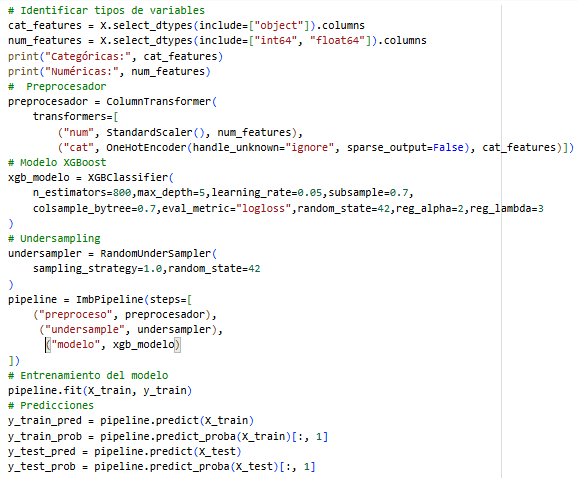 # Identificar tipos de variables
cat_features = X.select_dtypes(include=["object"]).columns
num_features = X.select_dtypes(include=["int64", "float64"]).columns
print("Categóricas:", cat_features)
print("Numéricas:", num_features)
#  Preprocesador
preprocesador = ColumnTransformer(
    transformers=[
        ("num", StandardScaler(), num_features),
        ("cat", OneHotEncoder(handle_unknown="ignore", sparse_output=False), cat_features)])
# Modelo XGBoost
xgb_modelo = XGBClassifier(
    n_estimators=800,max_depth=5,learning_rate=0.05,subsample=0.7,
    colsample_bytree=0.7,eval_metric="logloss",random_state=42,reg_alpha=2,reg_lambda=3
)
# Undersampling
undersampler = RandomUnderSampler(
    sampling_strategy=1.0,random_state=42
)
pipeline = ImbPipeline(steps=[
    ("preproceso", preprocesador),
     ("undersample", undersampler),
      ("modelo", xgb_modelo)
])
# Entrenamiento del modelo
pipeline.fit(X_train, y_train)
# Predicciones
y_train_pred = pipeline.predict(X_train)
y_train_prob = pipeline.predict_proba(X_train)[:, 1]
y_test_pred = pipeline.predict(X_test)
y_test_prob = pipeline.predict_proba(X_test)[:, 1]